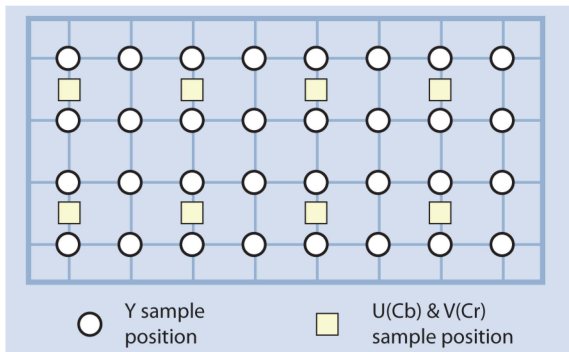 Y sample
position
U(Cb) & V(Cr)
sample position